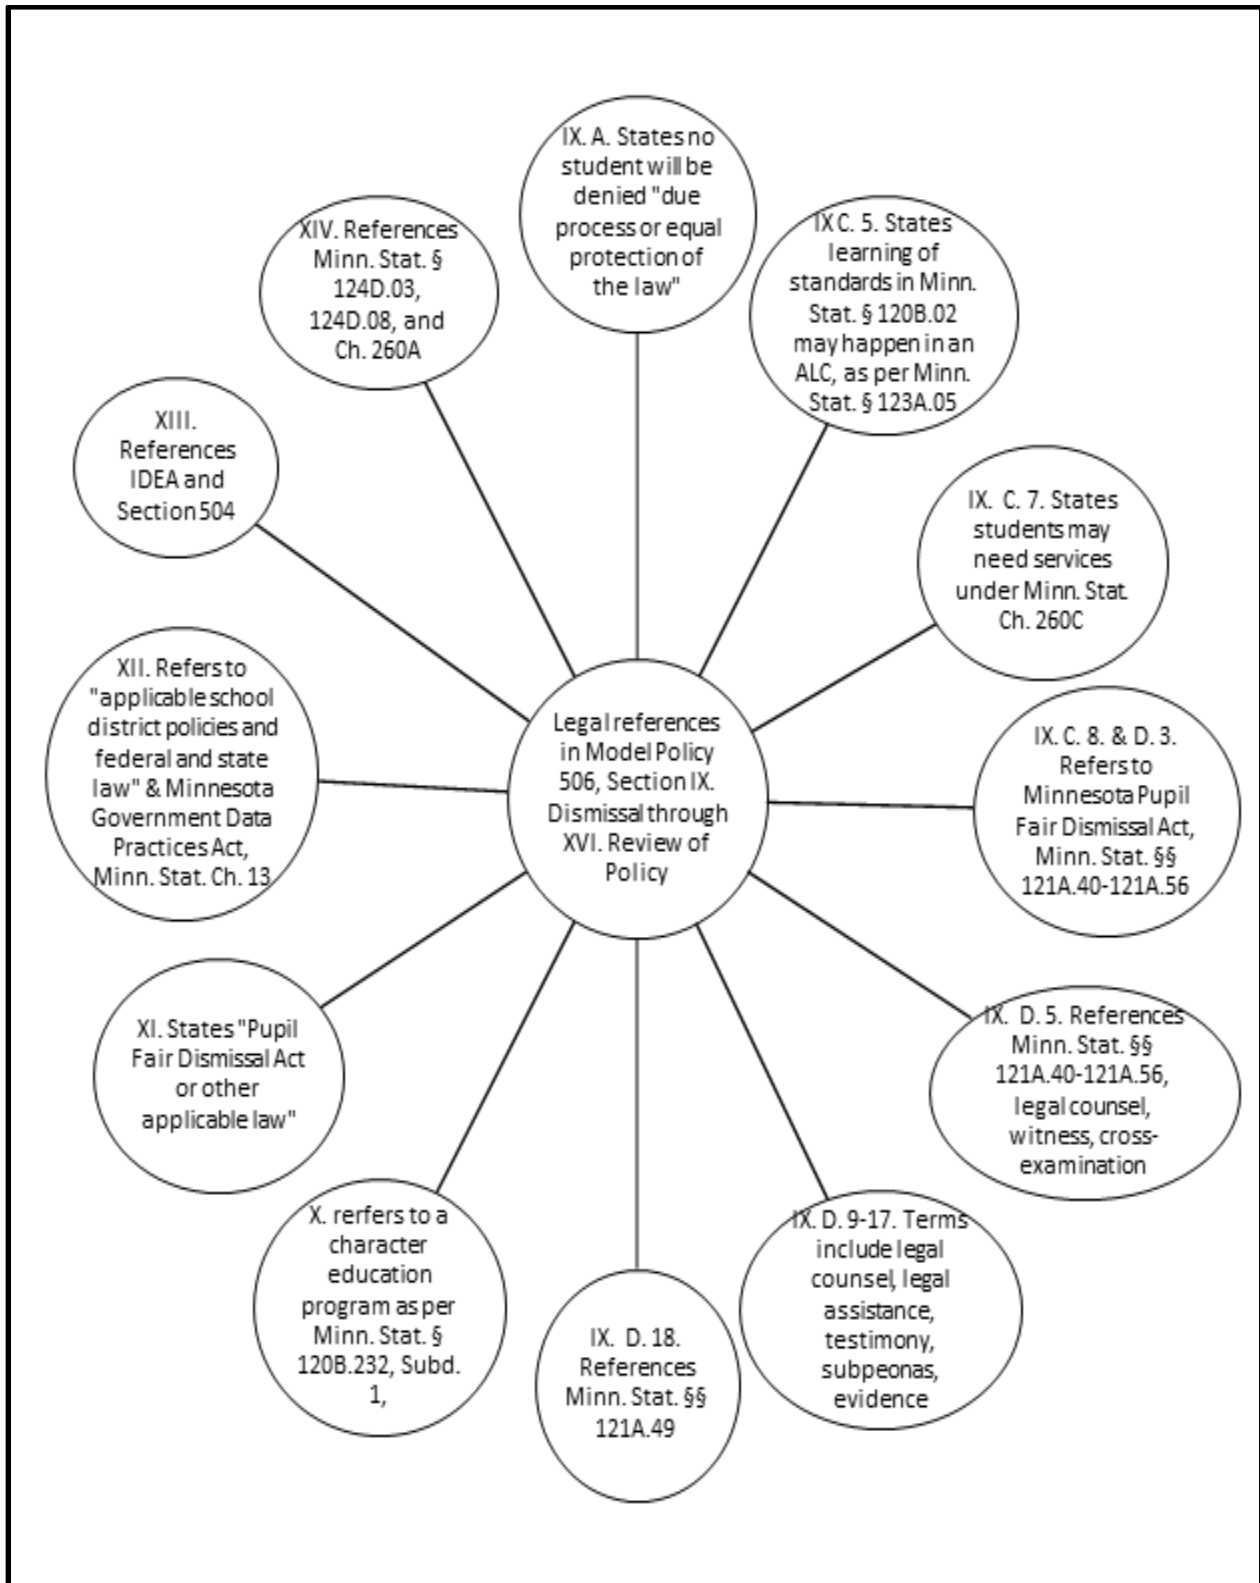 IX. A. States no
student will be
denied "due
process or equal
protection of
the law"
IX C. 5. States
learning of
standards in Minn.
Stat. § 120B.02
may happen in an
ALC, as per Minn.
Stat. § 123A.05
IX. C. 7. States
students may
need services
under Minn. Stat.
Ch. 260C
IX. C. 8. & D. 3.
Refers to
Minnesota Pupil
Fair Dismissal Act,
Minn. Stat. §§
121A.40-121A.56
IX. D. 5. References
Minn. Stat. §§
121A.40-121A.56,
legal counsel,
witness, cross-
examination
IX. D. 9-17. Terms
include legal
counsel, legal
assistance,
testimony,
subpeonas,
evidence
IX. D. 18.
References
Minn. Stat. §§
121A.49
X. rerfers to a
character
education
program as per
Minn. Stat. §
120B.232, Subd.
1,
XI. States "Pupil
Fair Dismissal Act
or other
applicable law"
XII. Refers to
"applicable school
district policies and
federal and state
law" & Minnesota
Government Data
Practices Act,
Minn. Stat. Ch. 13
XIII.
References
IDEA and
Section 504
XIV. References
Minn. Stat. §
124D.03,
124D.08, and
Ch. 260A
Legal references
in Model Policy
506, Section IX.
Dismissal through
XVI. Review of
Policy